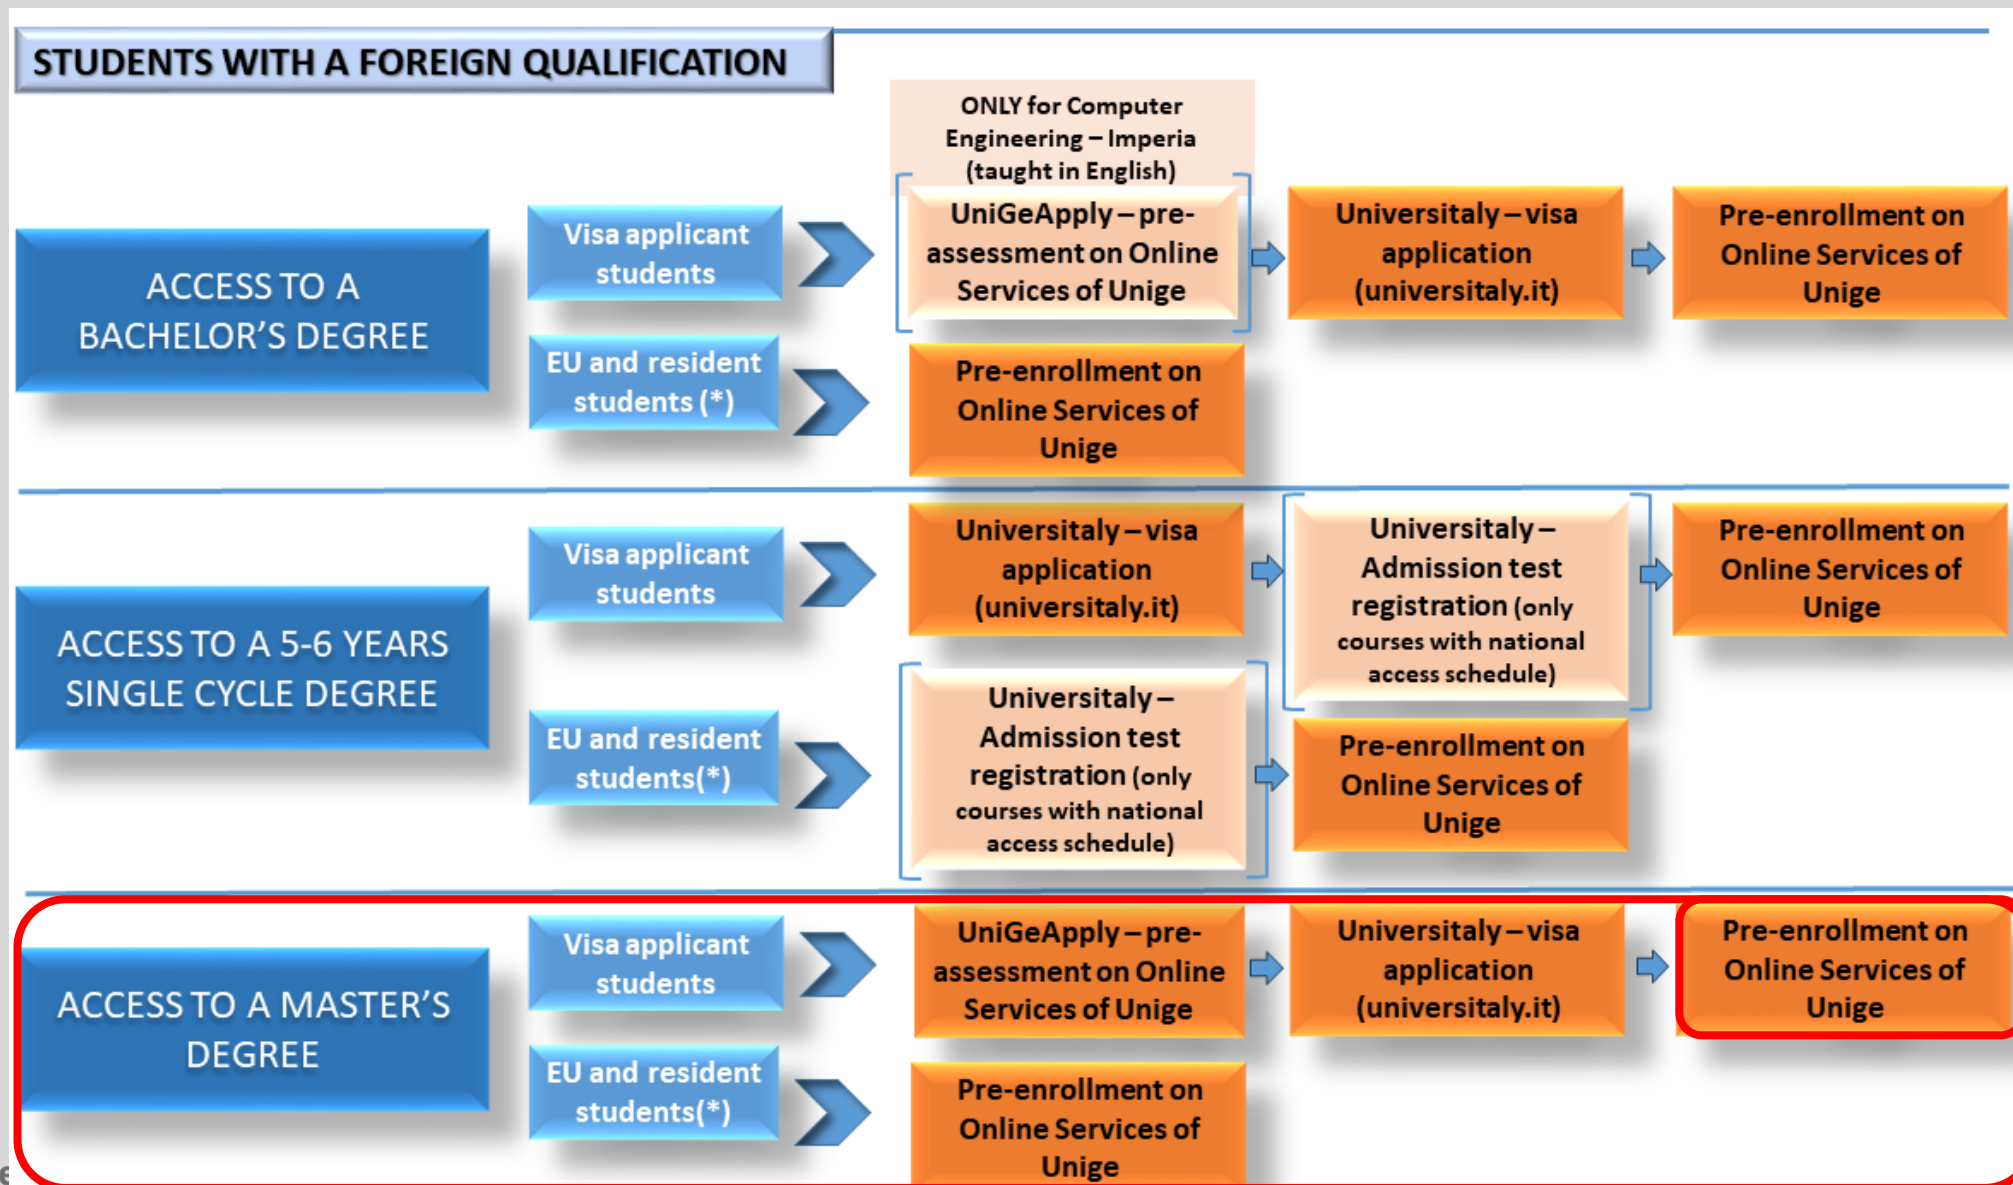 STUDENTS WITH A FOREIGN QUALIFICATION
ONLY for Computer
Engineering – Imperia
(taught in English)
ACCESS TO A
BACHELOR'S DEGREE
Visa applicant
students
UniGeApply – pre-
assessment on Online
Services of Unige
Universitaly – visa
application
(universitaly.it)
Pre-enrollment on
Online Services of
Unige
EU and resident
students (*)
Pre-enrollment on
Online Services of
Unige
ACCESS TO A 5-6 YEARS
SINGLE CYCLE DEGREE
Visa applicant
students
Universitaly – visa
application
(universitaly.it)
Universitaly –
Admission test
registration (only
courses with national
access schedule)
Pre-enrollment on
Online Services of
Unige
EU and resident
students(*)
Universitaly –
Admission test
registration (only
courses with national
access schedule)
Pre-enrollment on
Online Services of
Unige
ACCESS TO A MASTER'S
DEGREE
Visa applicant
students
UniGeApply – pre-
assessment on Online
Services of Unige
Universitaly – visa
application
(universitaly.it)
Pre-enrollment on
Online Services of
Unige
EU and resident
students(*)
Pre-enrollment on
Online Services of
Unige